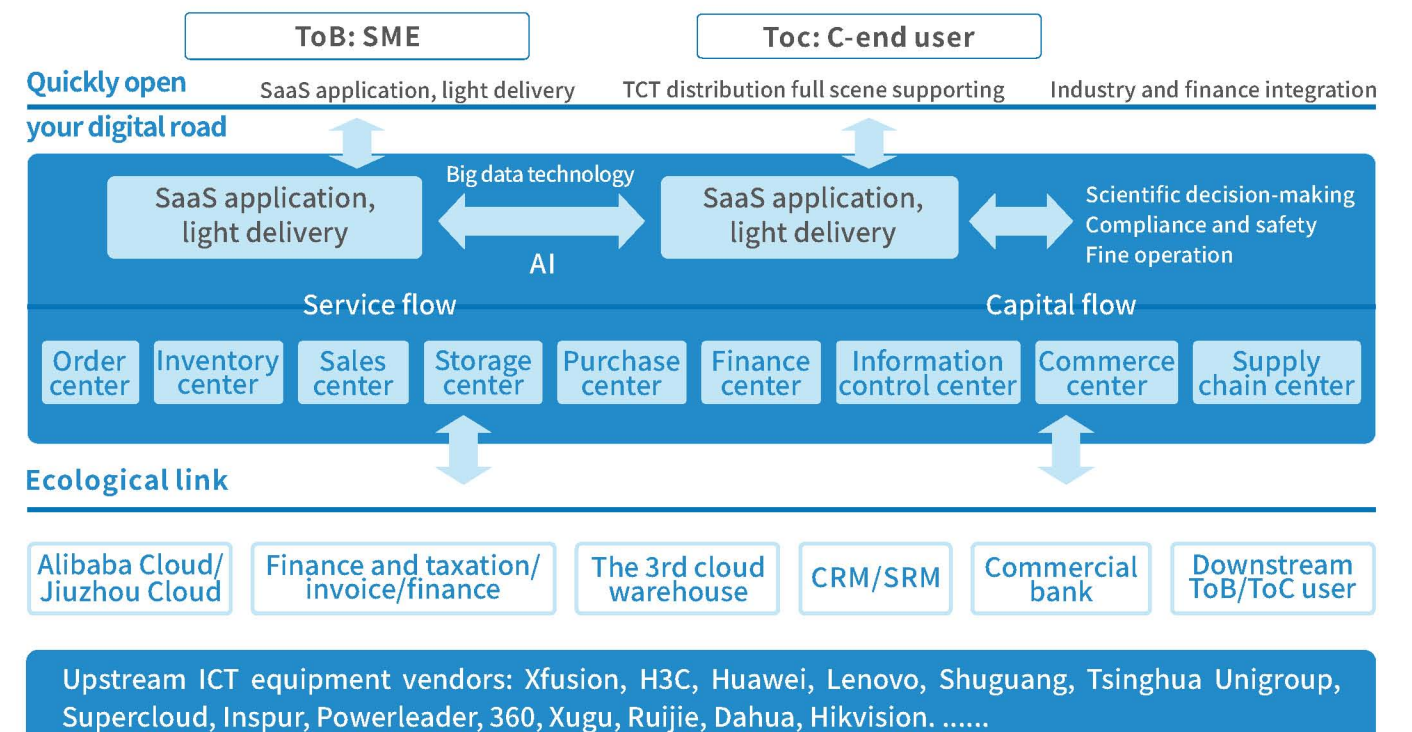 ToB: SME
Toc: C-end user
Quickly open
SaaS application, light delivery
TCT distribution full scene supporting
Industry and finance integration
your digital road
SaaS application,
light delivery
Big data technology
AI
SaaS application,
light delivery
Scientific decision-making
Compliance and safety
Fine operation
Service flow
Capital flow
Order
center
Inventory
center
Sales
center
Storage
center
Purchase
center
Finance
center
Information
control center
Commerce
center
Supply
chain center
Ecological link
Alibaba Cloud/
Jiuzhou Cloud
Finance and taxation/
invoice/finance
The 3rd cloud
warehouse
CRM/SRM
Commercial
bank
Downstream
ToB/ToC user
Upstream ICT equipment vendors: Xfusion, H3C, Huawei, Lenovo, Shuguang, Tsinghua Unigroup,
Supercloud, Inspur, Powerleader, 360, Xugu, Ruijie, Dahua, Hikvision. ......